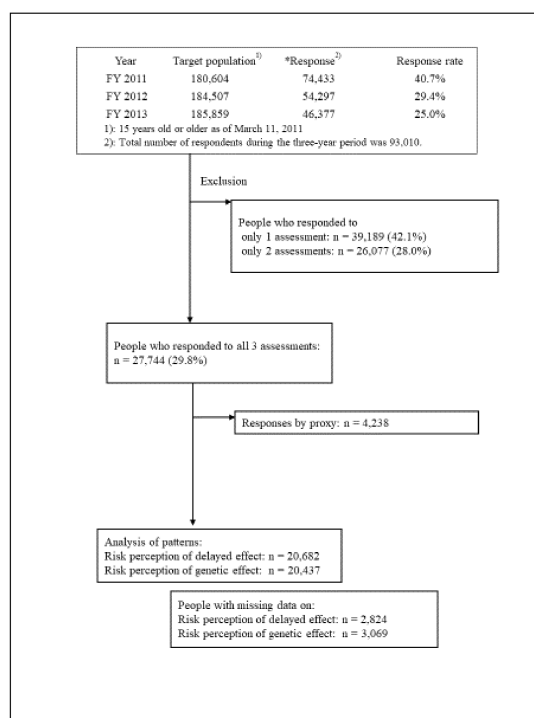 Year Target population1) *Response2) Response rate
FY 2011 180,604 74,433 40.7%
FY 2012 184,507 54,297 29.4%
FY 2013 185,859 46,377 25.0%
1): 15 years old or older as of March 11, 2011
2): Total number of respondents during the three-year period was 93,010.
Exclusion
People who responded to
only 1 assessment: n = 39,189 (42.1%)
only 2 assessments: n = 26,077 (28.0%)
People who responded to all 3 assessments:
n = 27,744 (29.8%)
Responses by proxy: n = 4,238
Analysis of patterns:
Risk perception of delayed effect: n = 20,682
Risk perception of genetic effect: n = 20,437
People with missing data on:
Risk perception of delayed effect: n = 2,824
Risk perception of genetic effect: n = 3,069